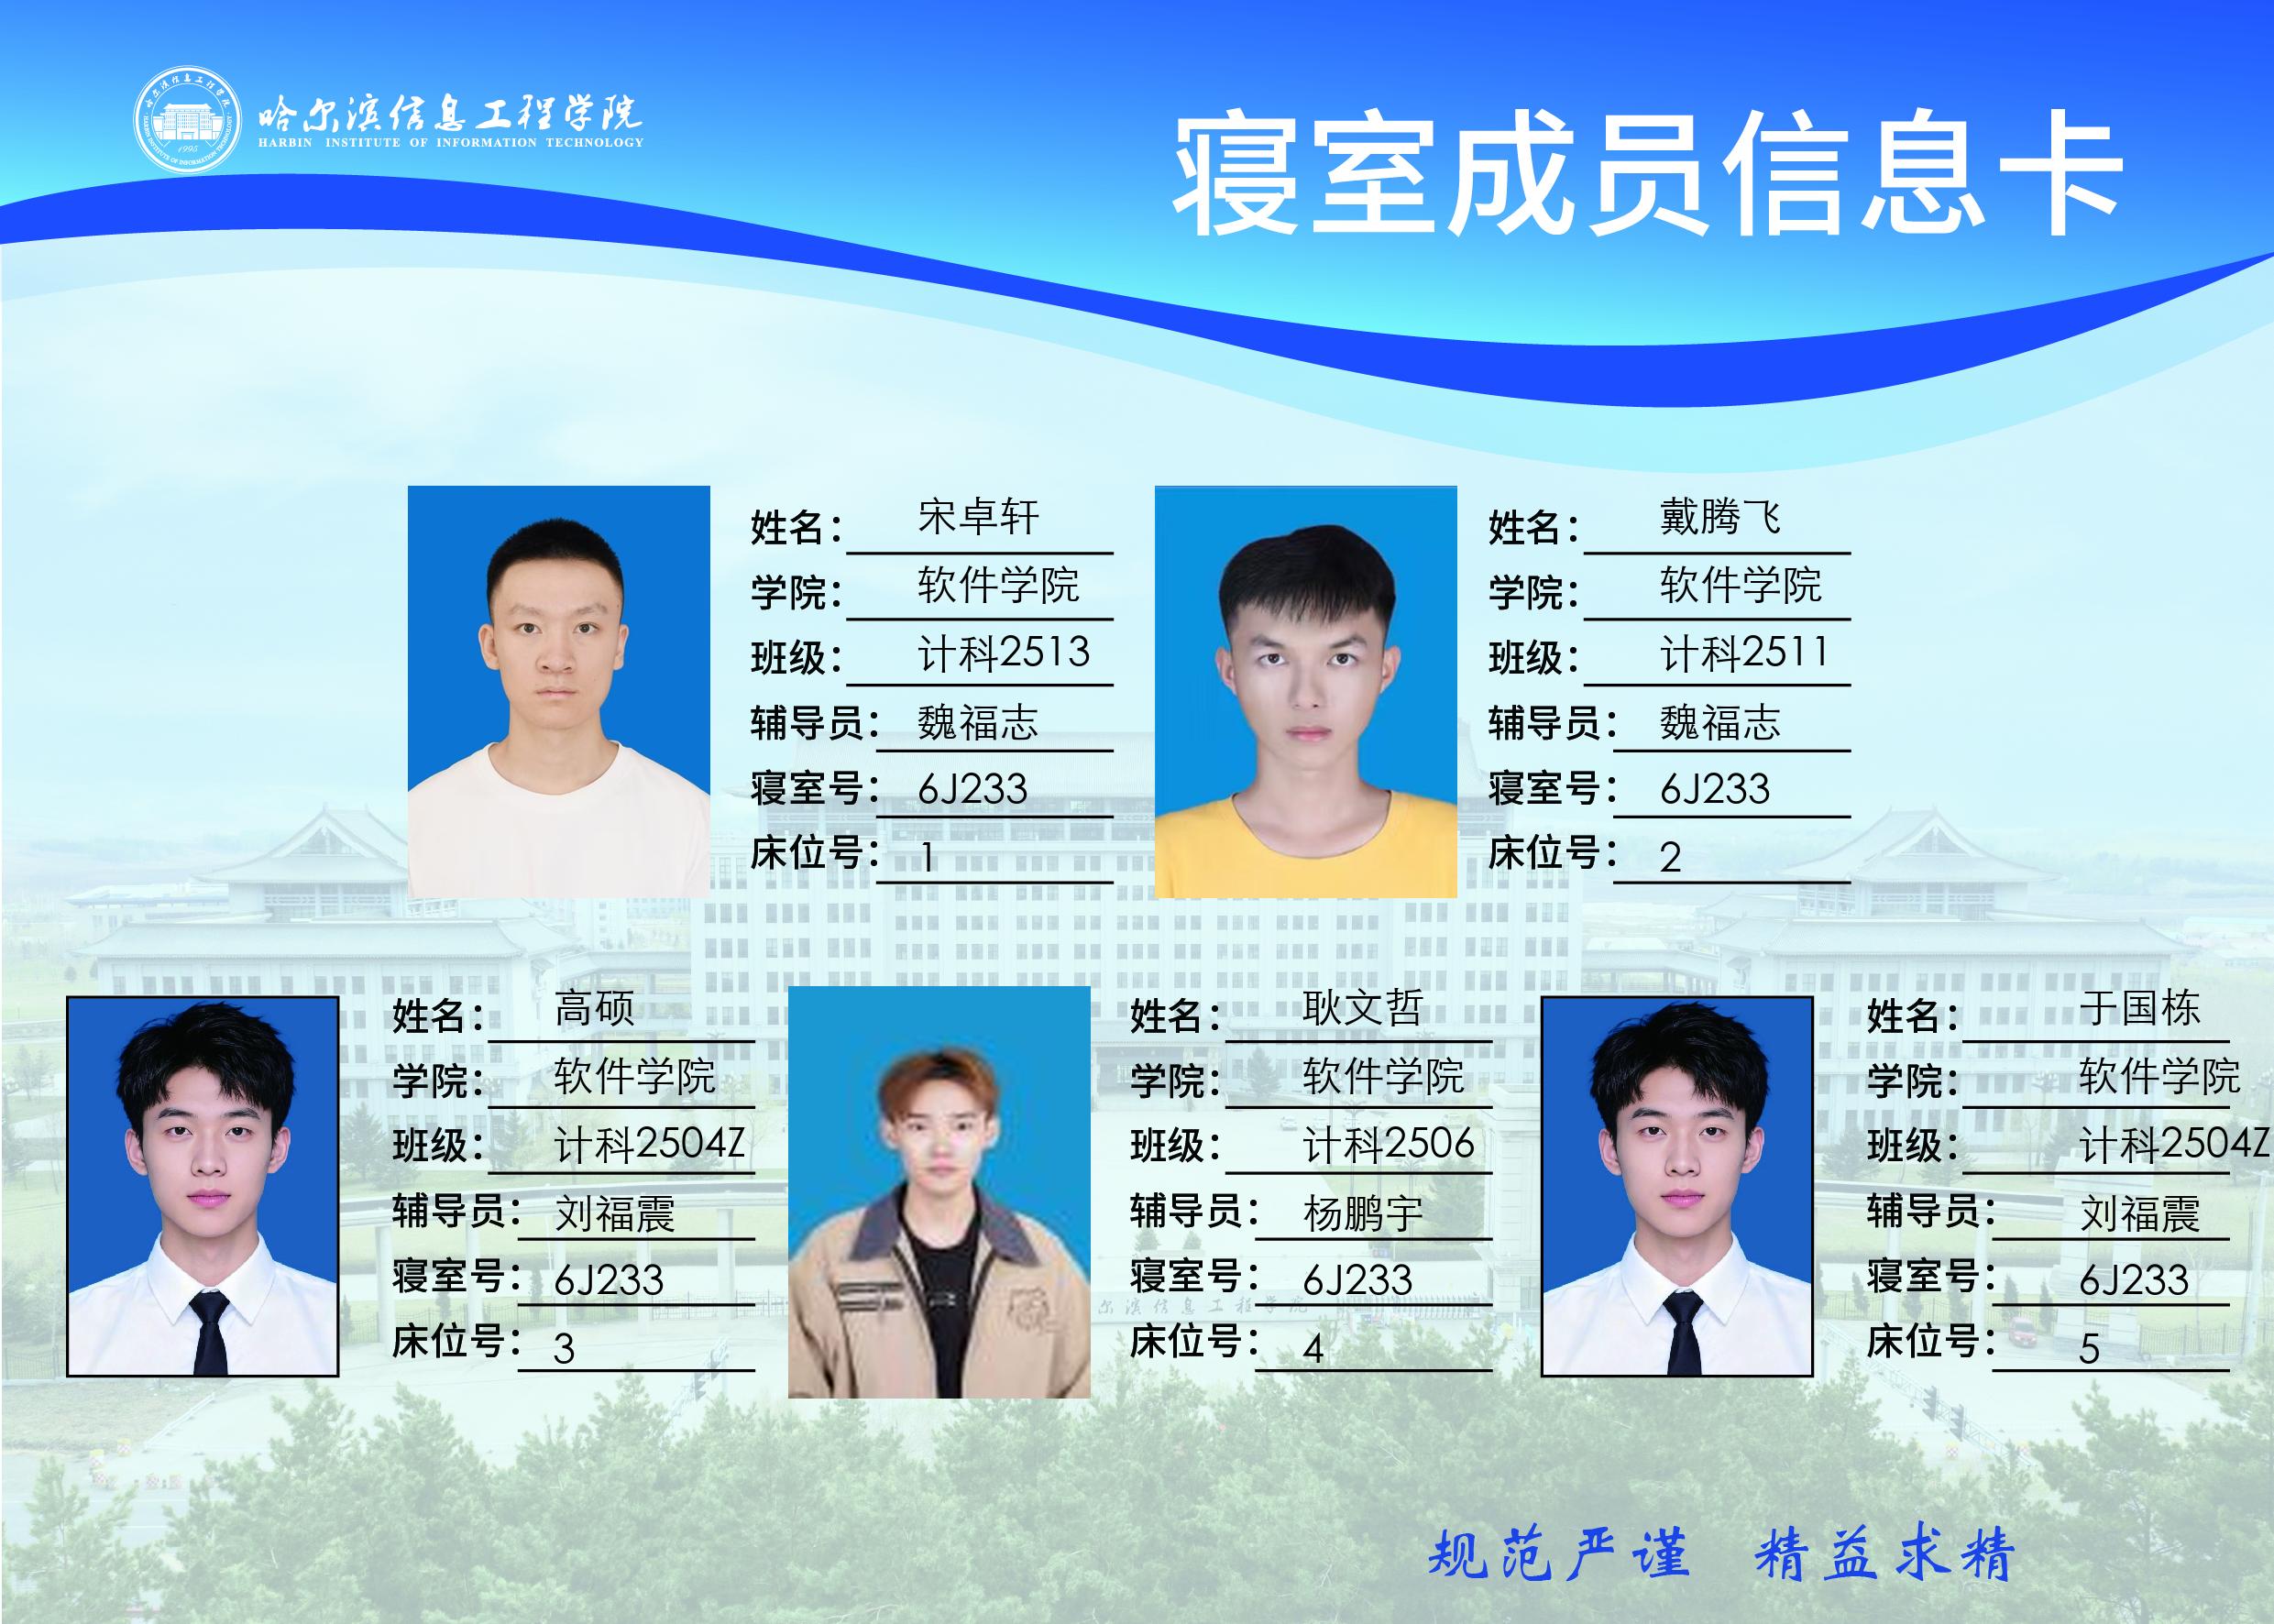 哈尔滨信息工程学院
HARBIN INSTITUTE OF INFORMATION TECHNOLOGY
1995
寝室成员信息卡
姓名： 宋卓轩
学院： 软件学院
班级： 计科2513
辅导员： 魏福志
寝室号： 6J233
床位号： 1
姓名： 戴腾飞
学院： 软件学院
班级： 计科2511
辅导员： 魏福志
寝室号： 6J233
床位号： 2
姓名： 高硕
学院： 软件学院
班级： 计科2504Z
辅导员： 刘福震
寝室号： 6J233
床位号： 3
姓名： 耿文哲
学院： 软件学院
班级： 计科2506
辅导员： 杨鹏宇
寝室号： 6J233
床位号： 4
姓名： 于国栋
学院： 软件学院
班级： 计科2504Z
辅导员： 刘福震
寝室号： 6J233
床位号： 5
尔滨信息工程学院
规范严谨 精益求精